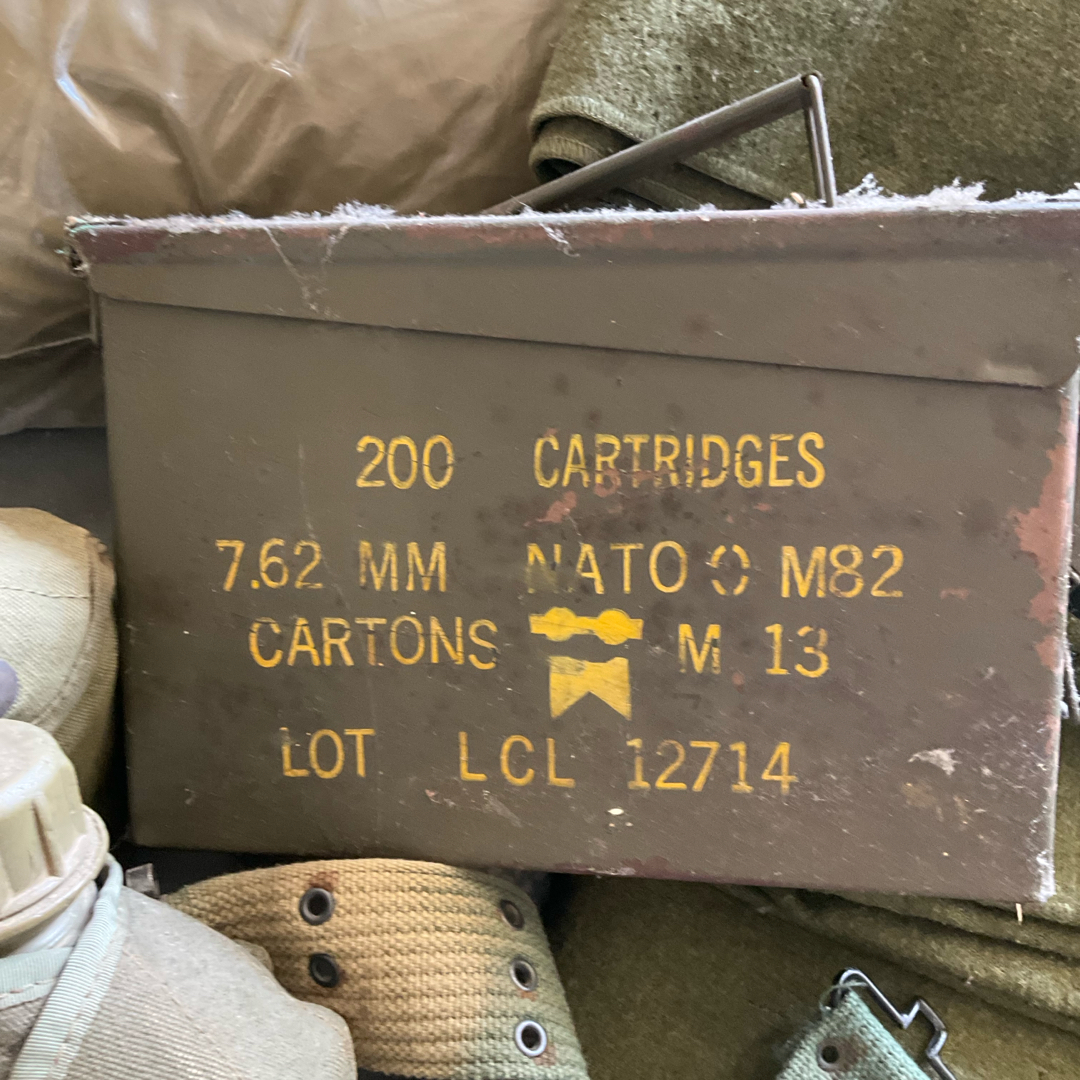 200 CARTRIDGES
7.62 MM NATO M82
CARTONS M 13
LOT LCL 12714